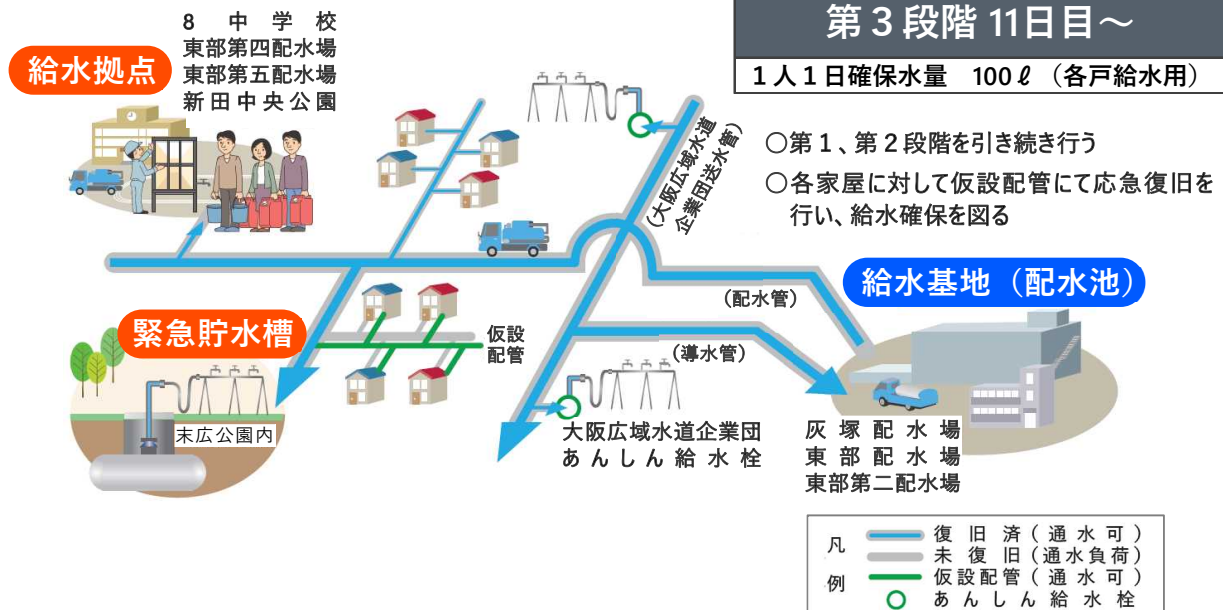 8中学校
東部第四配水場
東部第五配水場
新田中央公園
給水拠点
第3段階 11日目～
1人1日確保水量 100ℓ（各戸給水用）
○第1、第2段階を引き続き行う
○各家屋に対して仮設配管にて応急復旧を
行い、給水確保を図る
(大阪広域水道
企業団送水管)
給水基地（配水池）
(配水管)
緊急貯水槽
仮設
配管
(導水管)
末広公園内
大阪広域水道企業団
あんしん給水栓
灰塚配水場
東部配水場
東部第二配水場
凡例
復旧済(通水可)
未復旧(通水負荷)
仮設配管(通水可)
あんしん給水栓